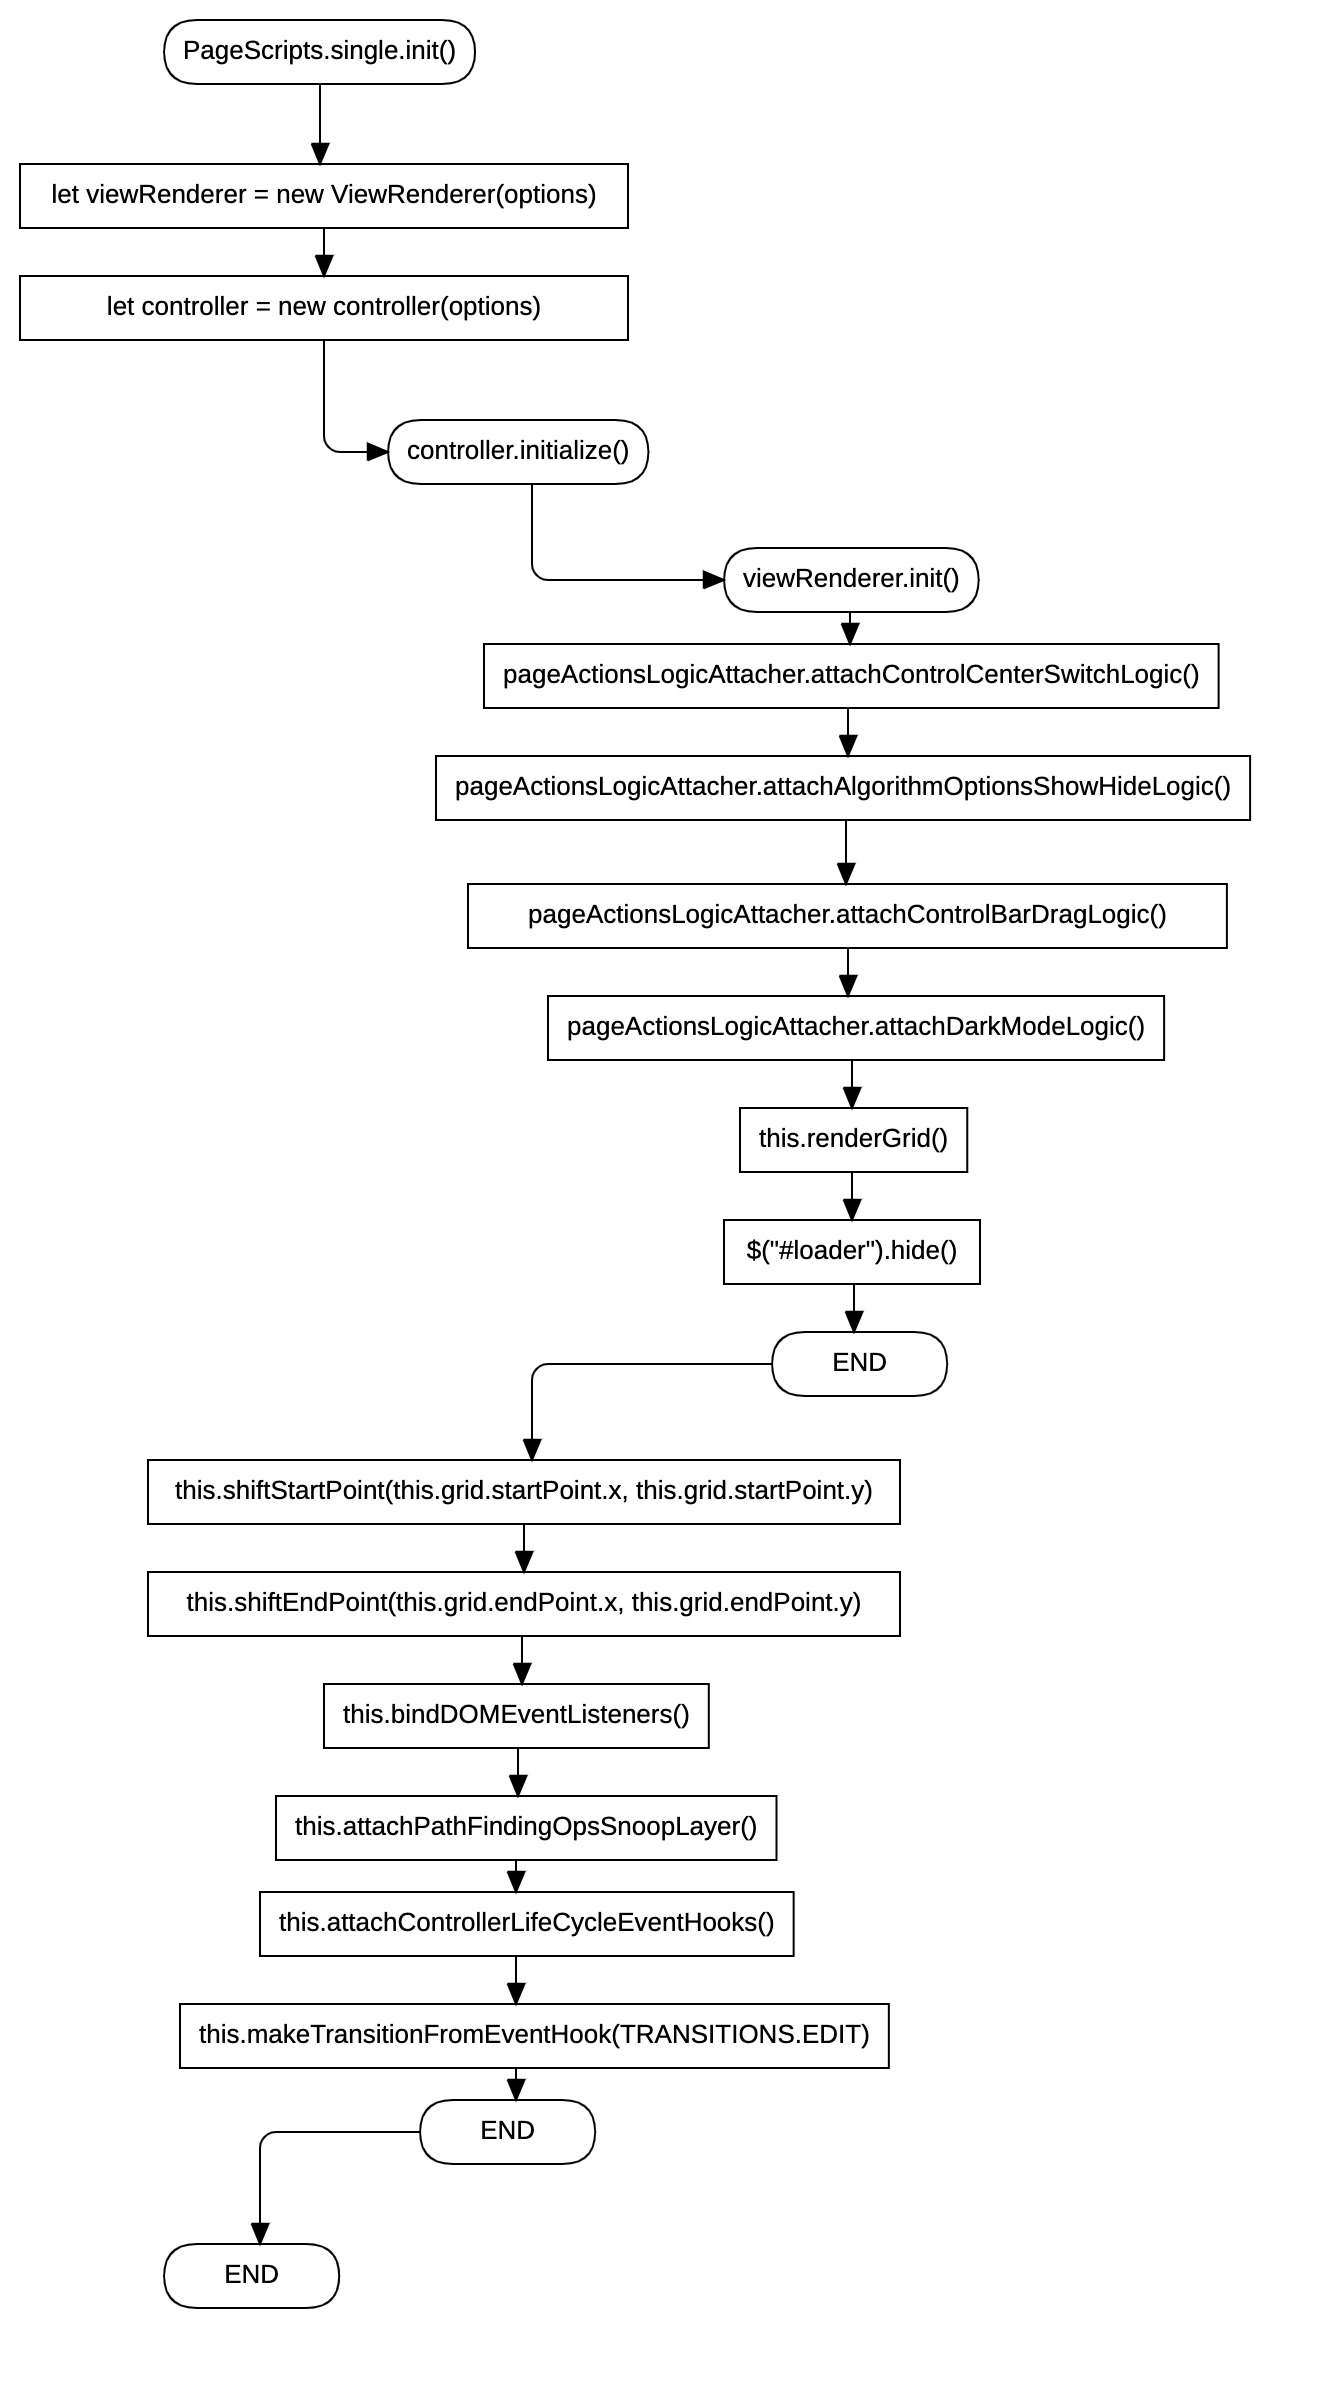 PageScripts.single.init()
let viewRenderer = new ViewRenderer(options)
let controller = new controller(options)
controller.initialize()
viewRenderer.init()
pageActionsLogicAttacher.attachControlCenterSwitchLogic()
pageActionsLogicAttacher.attachAlgorithmOptionsShowHideLogic()
pageActionsLogicAttacher.attachControlBarDragLogic()
pageActionsLogicAttacher.attachDarkModeLogic()
this.renderGrid()
$("#loader").hide()
END
this.shiftStartPoint(this.grid.startPoint.x, this.grid.startPoint.y)
this.shiftEndPoint(this.grid.endPoint.x, this.grid.endPoint.y)
this.bindDOMEventListeners()
this.attachPathFindingOpsSnoopLayer()
this.attachControllerLifeCycleEventHooks()
this.makeTransitionFromEventHook(TRANSITIONS.EDIT)
END
END